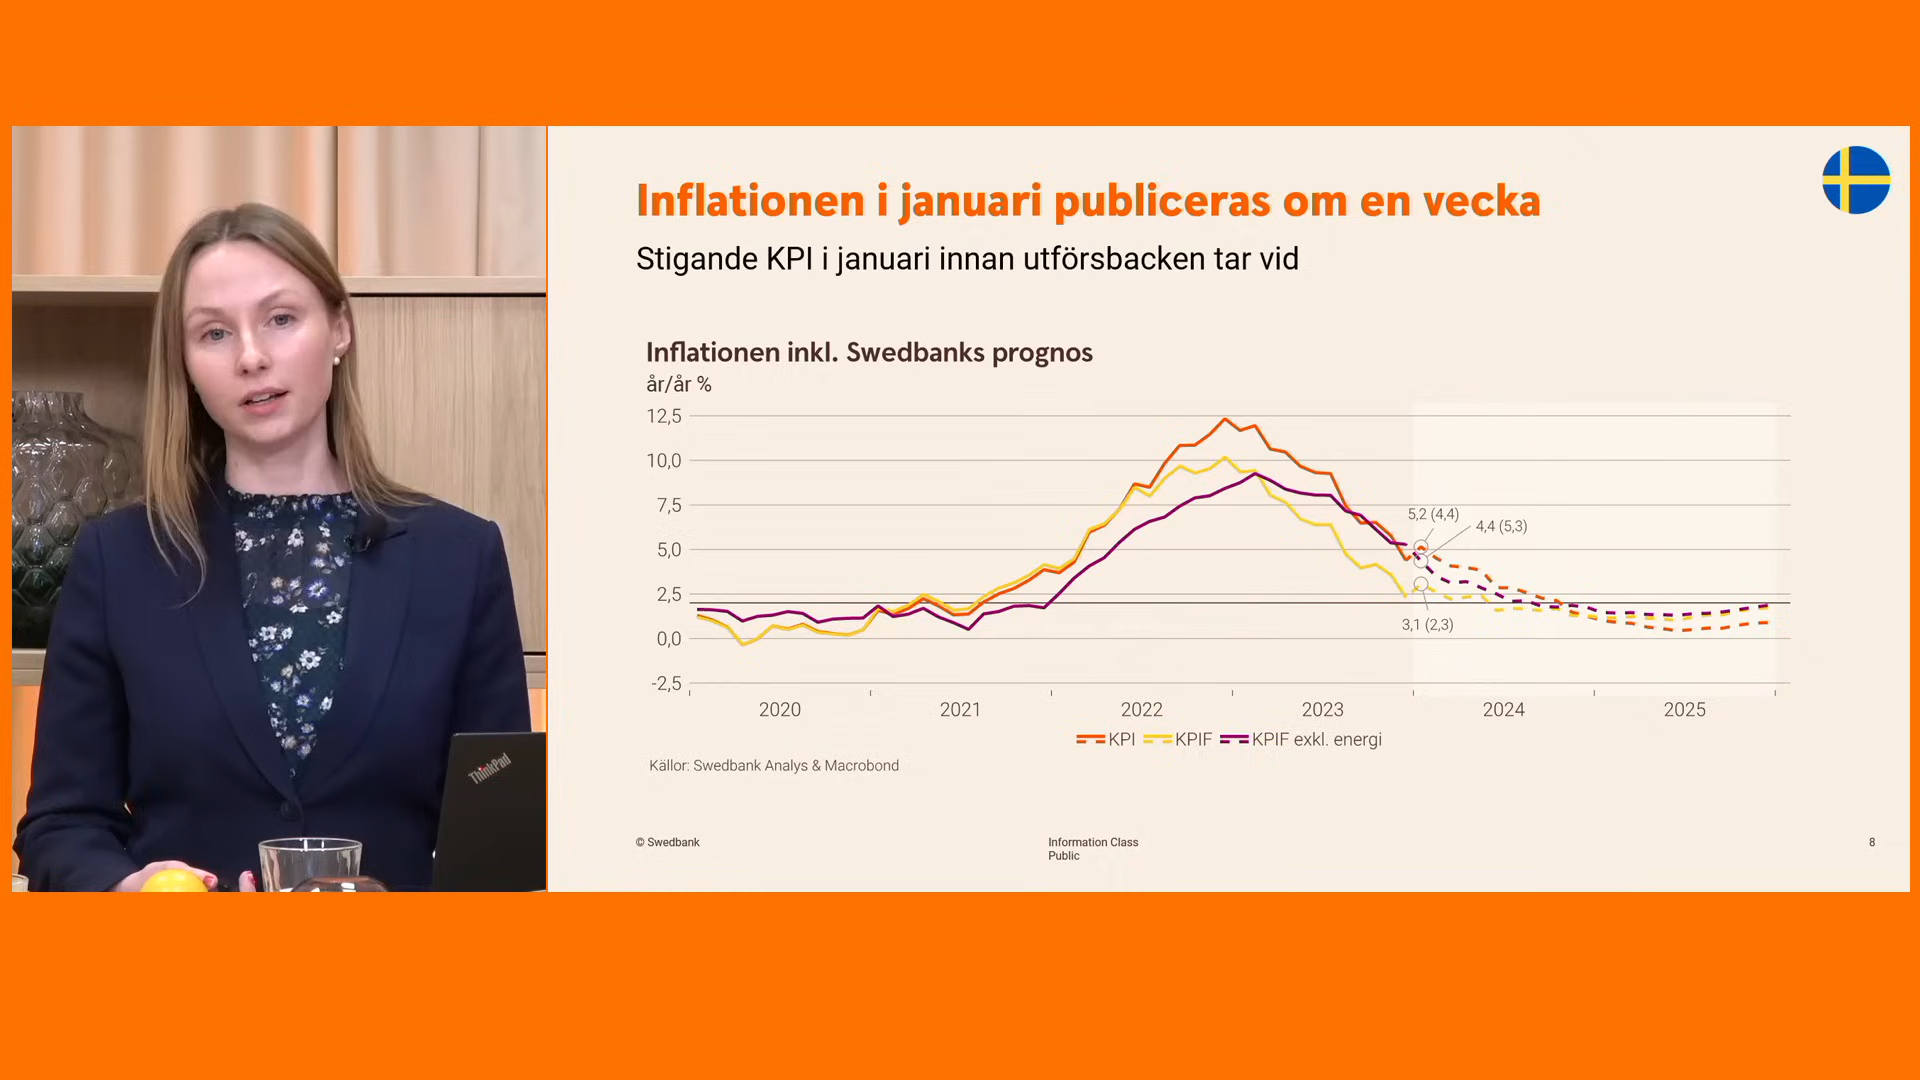 Inflationen i januari publiceras om en vecka
Stigande KPI i januari innan utförsbacken tar vid
Inflationen inkl. Swedbanks prognos
år/år %
12,5
10,0
7,5
5,0
2,5
0,0
-2,5
5,2 (4,4)
4,4 (5,3)
3,1 (2,3)
2020 2021 2022 2023 2024 2025
KPI KPIF KPIF exkl. energi
Källor: Swedbank Analys & Macrobond
© Swedbank
Information Class
Public
8
ThinkPad